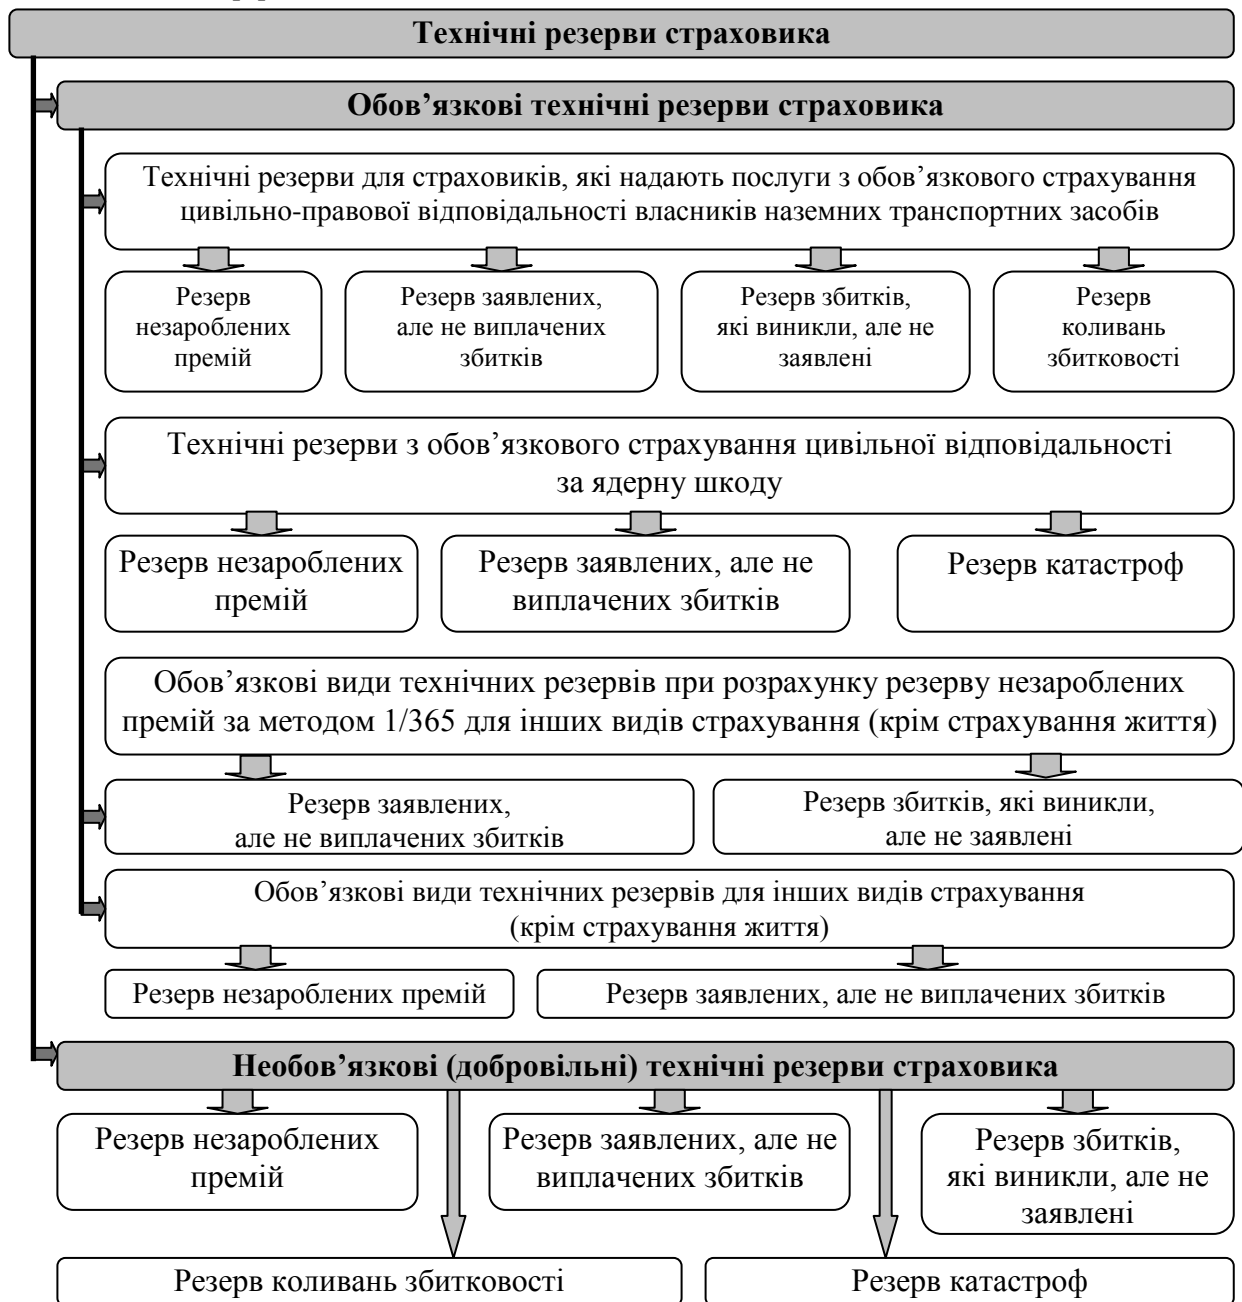 Технічні резерви страховика
Обов’язкові технічні резерви страховика
Технічні резерви для страховиків, які надають послуги з обов’язкового страхування
цивільно-правової відповідальності власників наземних транспортних засобів
Резерв
незароблених
премій
Резерв заявлених,
але не виплачених
збитків
Резерв збитків,
які виникли, але не
заявлені
Резерв
коливань
збитковості
Технічні резерви з обов’язкового страхування цивільної відповідальності
за ядерну шкоду
Резерв незароблених
премій
Резерв заявлених, але не
виплачених збитків
Резерв катастроф
Обов’язкові види технічних резервів при розрахунку резерву незароблених
премій за методом 1/365 для інших видів страхування (крім страхування життя)
Резерв заявлених,
але не виплачених збитків
Резерв збитків, які виникли,
але не заявлені
Обов’язкові види технічних резервів для інших видів страхування
(крім страхування життя)
Резерв незароблених премій
Резерв заявлених, але не виплачених збитків
Необов’язкові (добровільні) технічні резерви страховика
Резерв незароблених
премій
Резерв заявлених, але не
виплачених збитків
Резерв збитків,
які виникли, але не
заявлені
Резерв коливань збитковості
Резерв катастроф